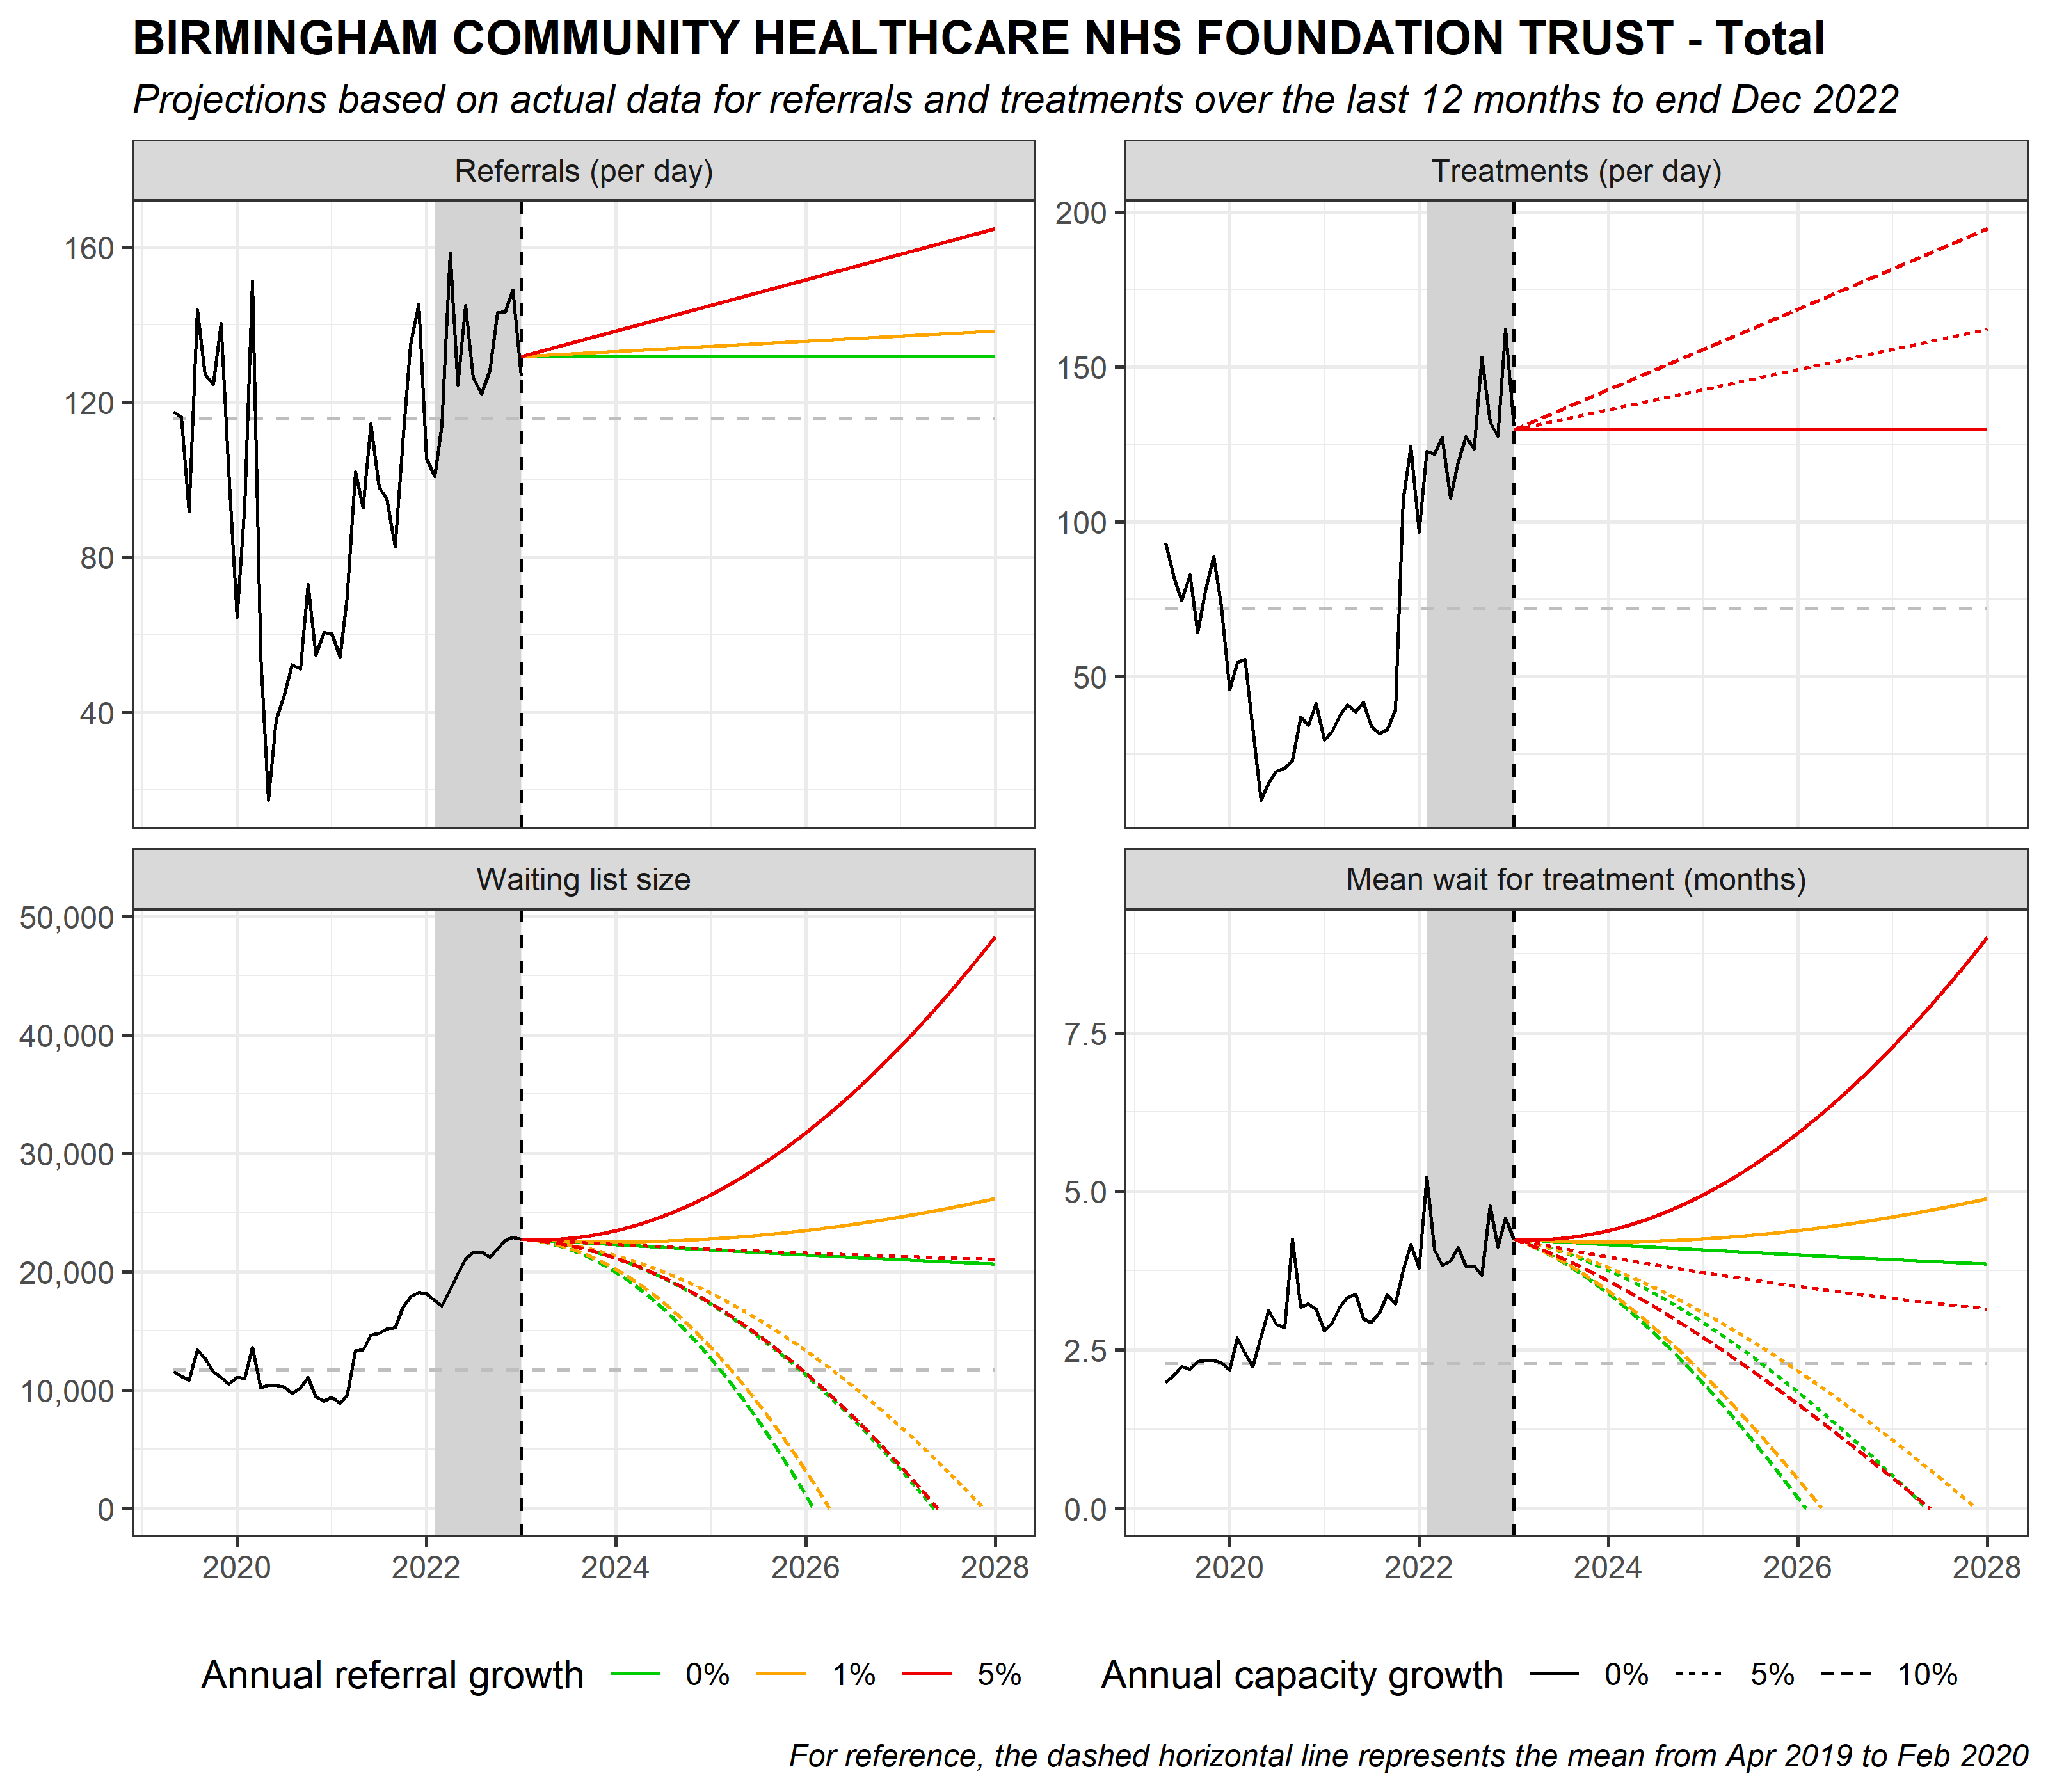 BIRMINGHAM COMMUNITY HEALTHCARE NHS FOUNDATION TRUST - Total
Projections based on actual data for referrals and treatments over the last 12 months to end Dec 2022
Referrals (per day)
160
120
80
40
Treatments (per day)
200
150
100
50
Waiting list size
50,000
40,000
30,000
20,000
10,000
0
2020 2022 2024 2026 2028
Mean wait for treatment (months)
7.5
5.0
2.5
0.0
2020 2022 2024 2026 2028
Annual referral growth 0% 1% 5%
Annual capacity growth 0% 5% 10%
For reference, the dashed horizontal line represents the mean from Apr 2019 to Feb 2020